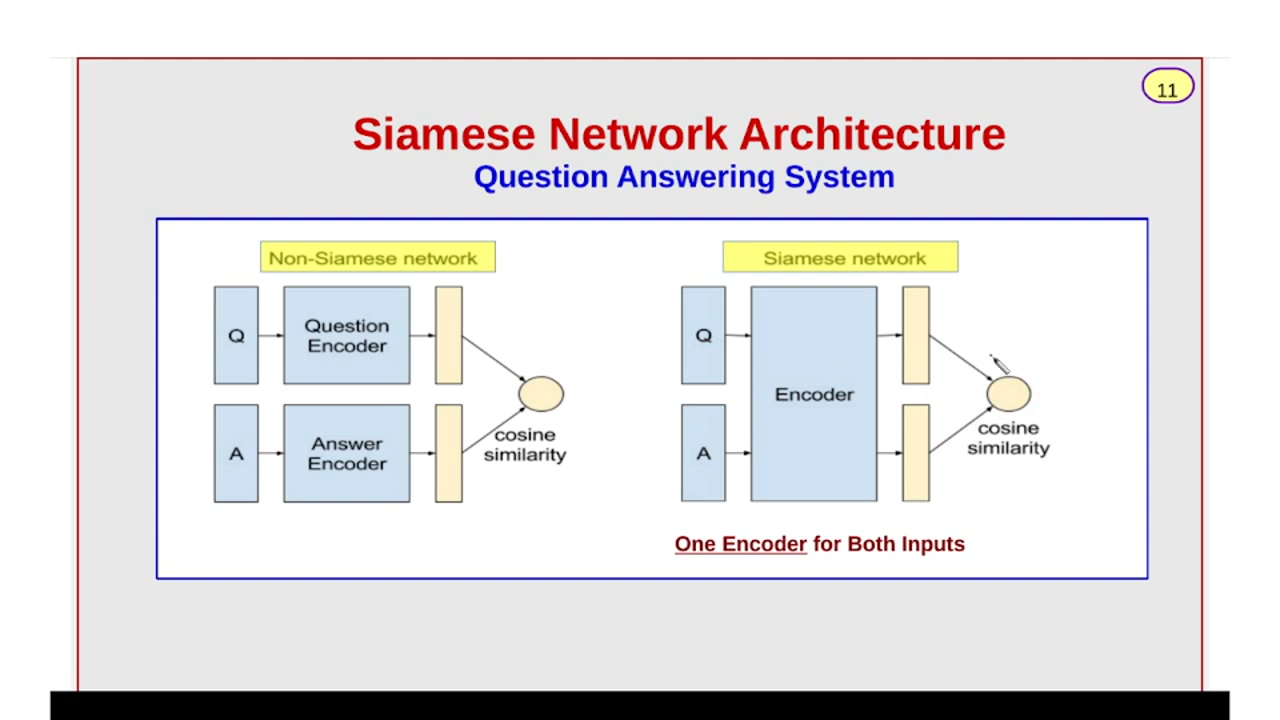 11
Siamese Network Architecture
Question Answering System
Non-Siamese network
Q
Question
Encoder
A
Answer
Encoder
cosine
similarity
Siamese network
Q
A
Encoder
cosine
similarity
One Encoder for Both Inputs